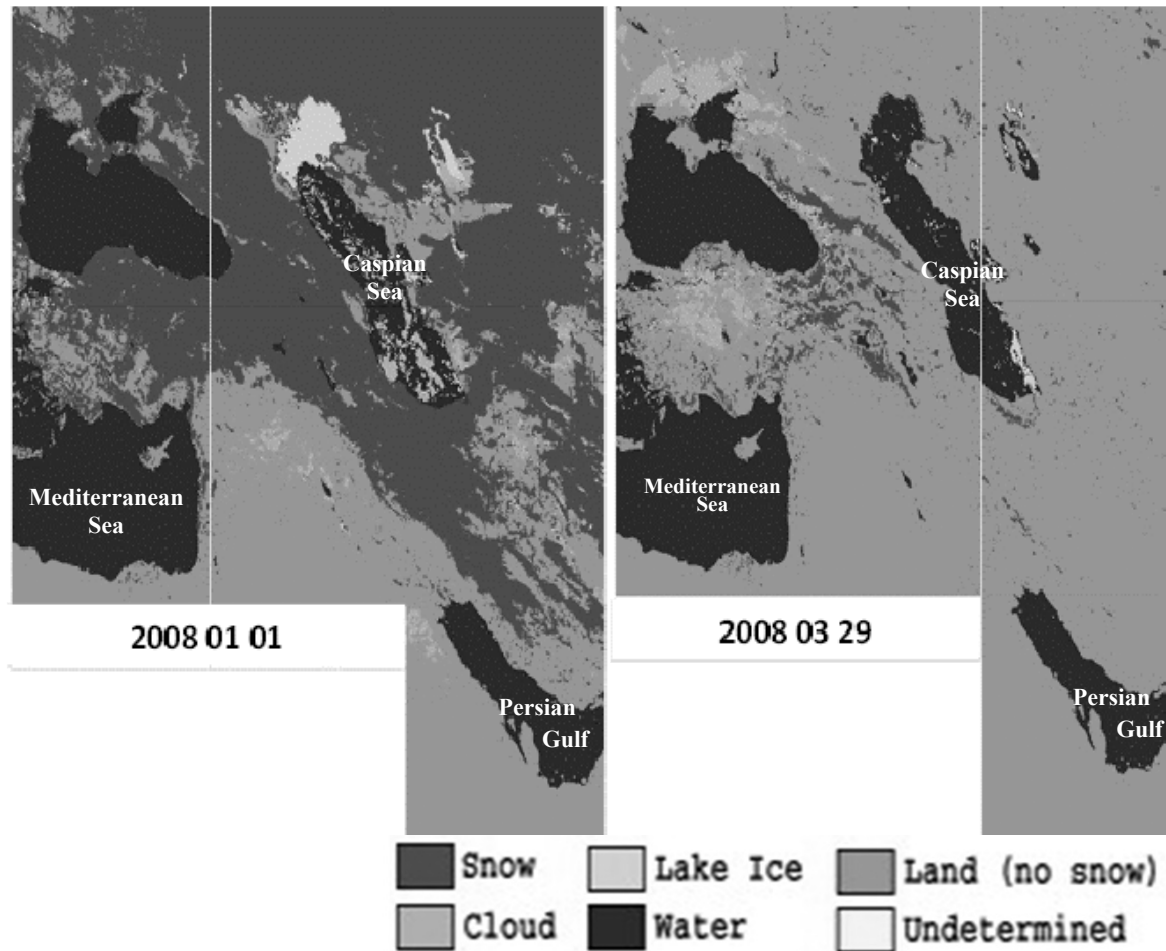 Caspian
Sea
Mediterranean
Sea
2008 01 01
Persian
Gulf
Caspian
Sea
Mediterranean
Sea
2008 03 29
Persian
Gulf
Snow
Lake Ice
Land (no snow)
Cloud
Water
Undetermined